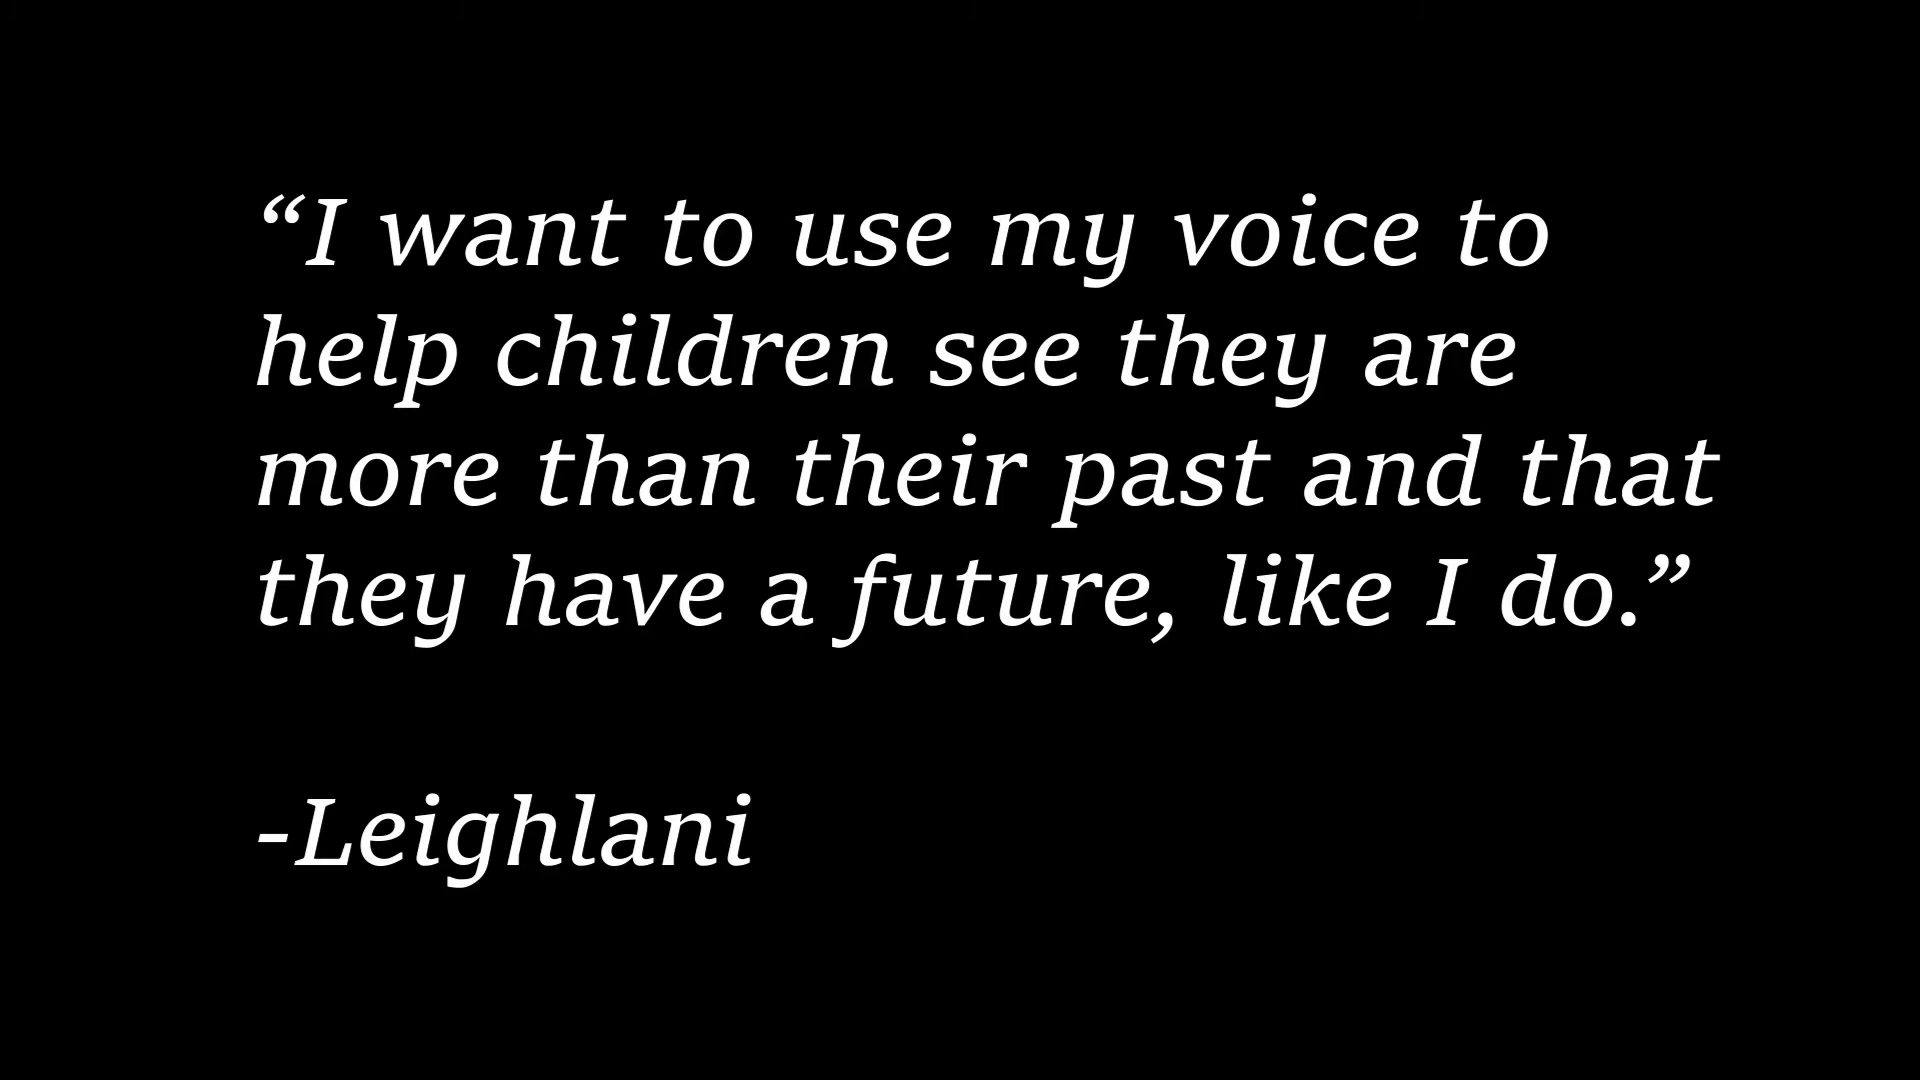 “I want to use my voice to
help children see they are
more than their past and that
they have a future, like I do.”
-Leighlani